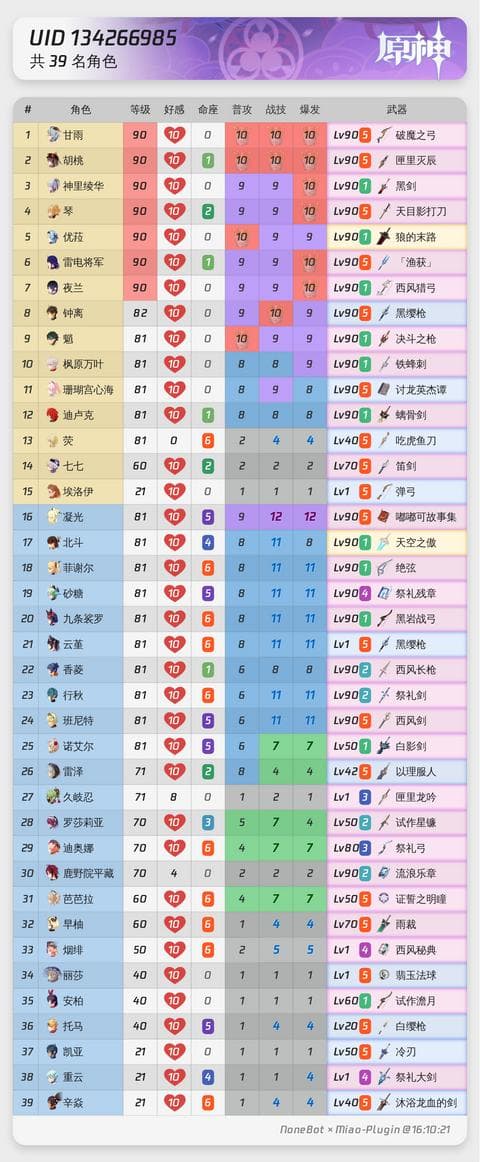 UID 134266985
共 39 名角色
原神
# 角色 等级 好感 命座 普攻 战技 爆发 武器
1 甘雨 90 10 0 10 10 10 Lv90 5 破魔之弓
2 胡桃 90 10 1 10 10 10 Lv90 5 匣里灭辰
3 神里绫华 90 10 0 9 9 10 Lv90 1 黑剑
4 琴 90 10 2 9 9 10 Lv90 5 天目影打刀
5 优菈 90 10 0 10 9 9 Lv90 1 狼的末路
6 雷电将军 90 10 1 9 9 10 Lv90 5 「渔获」
7 夜兰 90 10 0 9 9 10 Lv90 1 西风猎弓
8 钟离 82 10 0 9 10 9 Lv90 5 黑缨枪
9 魈 81 10 0 10 9 9 Lv90 1 决斗之枪
10 枫原万叶 81 10 0 8 8 9 Lv90 1 铁蜂刺
11 珊瑚宫心海 81 10 0 8 9 8 Lv90 5 讨龙英杰谭
12 迪卢克 81 10 1 8 8 8 Lv90 1 螭骨剑
13 荧 81 0 6 2 4 4 Lv40 5 吃虎鱼刀
14 七七 60 10 2 2 2 2 Lv70 5 笛剑
15 埃洛伊 21 10 0 1 1 1 Lv1 5 弹弓
16 凝光 81 10 5 9 12 12 Lv90 5 嘟嘟可故事集
17 北斗 81 10 4 8 11 8 Lv90 1 天空之傲
18 菲谢尔 81 10 6 8 11 11 Lv90 1 绝弦
19 砂糖 81 10 5 8 11 11 Lv90 4 祭礼残章
20 九条裟罗 81 10 6 8 11 11 Lv90 1 黑岩战弓
21 云堇 81 10 6 8 11 11 Lv1 5 黑缨枪
22 香菱 81 10 1 6 8 8 Lv90 2 西风长枪
23 行秋 81 10 6 6 11 11 Lv90 2 祭礼剑
24 班尼特 81 10 5 6 11 11 Lv90 5 西风剑
25 诺艾尔 81 10 5 6 7 7 Lv50 1 白影剑
26 雷泽 71 10 2 8 4 4 Lv42 5 以理服人
27 久岐忍 71 8 0 1 2 1 Lv1 3 匣里龙吟
28 罗莎莉亚 70 10 3 5 7 4 Lv50 2 试作星镰
29 迪奥娜 70 10 6 4 7 7 Lv80 3 祭礼弓
30 鹿野院平藏 70 4 0 2 2 2 Lv90 2 流浪乐章
31 芭芭拉 60 10 6 4 7 7 Lv50 5 证誓之明瞳
32 早柚 60 10 6 1 4 4 Lv70 5 雨裁
33 烟绯 50 10 6 2 5 5 Lv1 4 西风秘典
34 丽莎 40 10 0 1 1 1 Lv1 5 翡玉法球
35 安柏 40 10 0 1 1 1 Lv60 1 试作澹月
36 托马 40 10 5 1 4 4 Lv20 5 白缨枪
37 凯亚 21 10 0 1 1 1 Lv50 5 冷刃
38 重云 21 10 4 1 1 4 Lv1 4 祭礼大剑
39 辛焱 21 10 6 1 4 4 Lv40 5 沐浴龙血的剑
NoneBot × Miao-Plugin @16:10:21